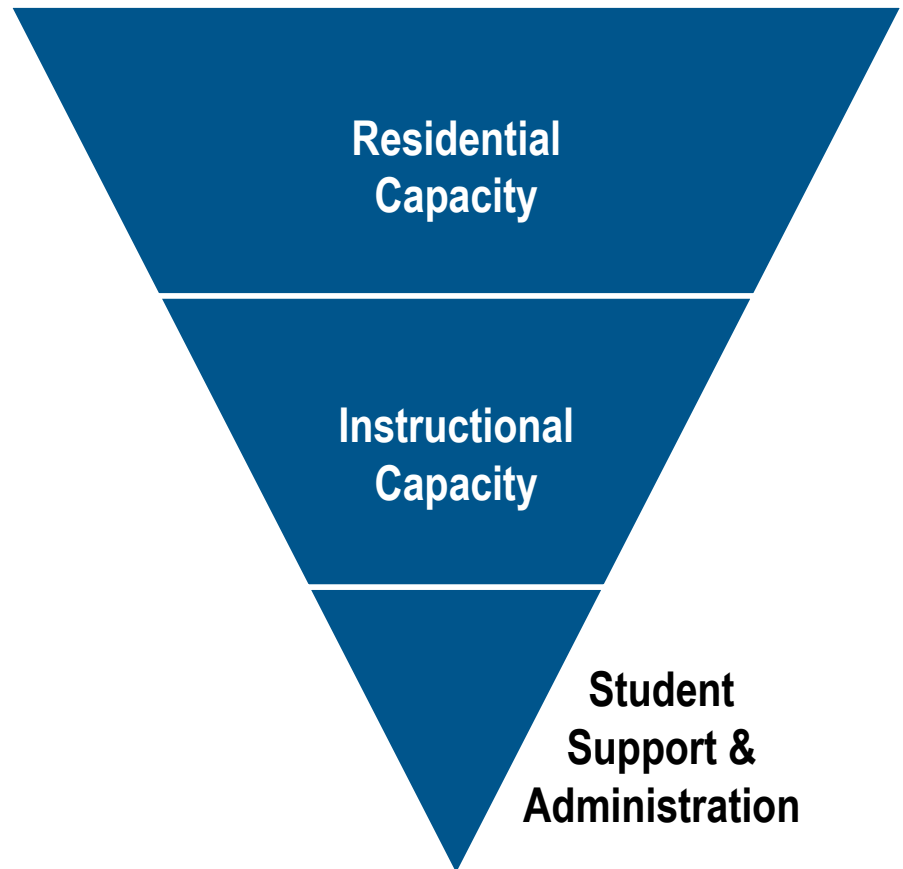 Residential
Capacity
Instructional
Capacity
Student
Support &
Administration